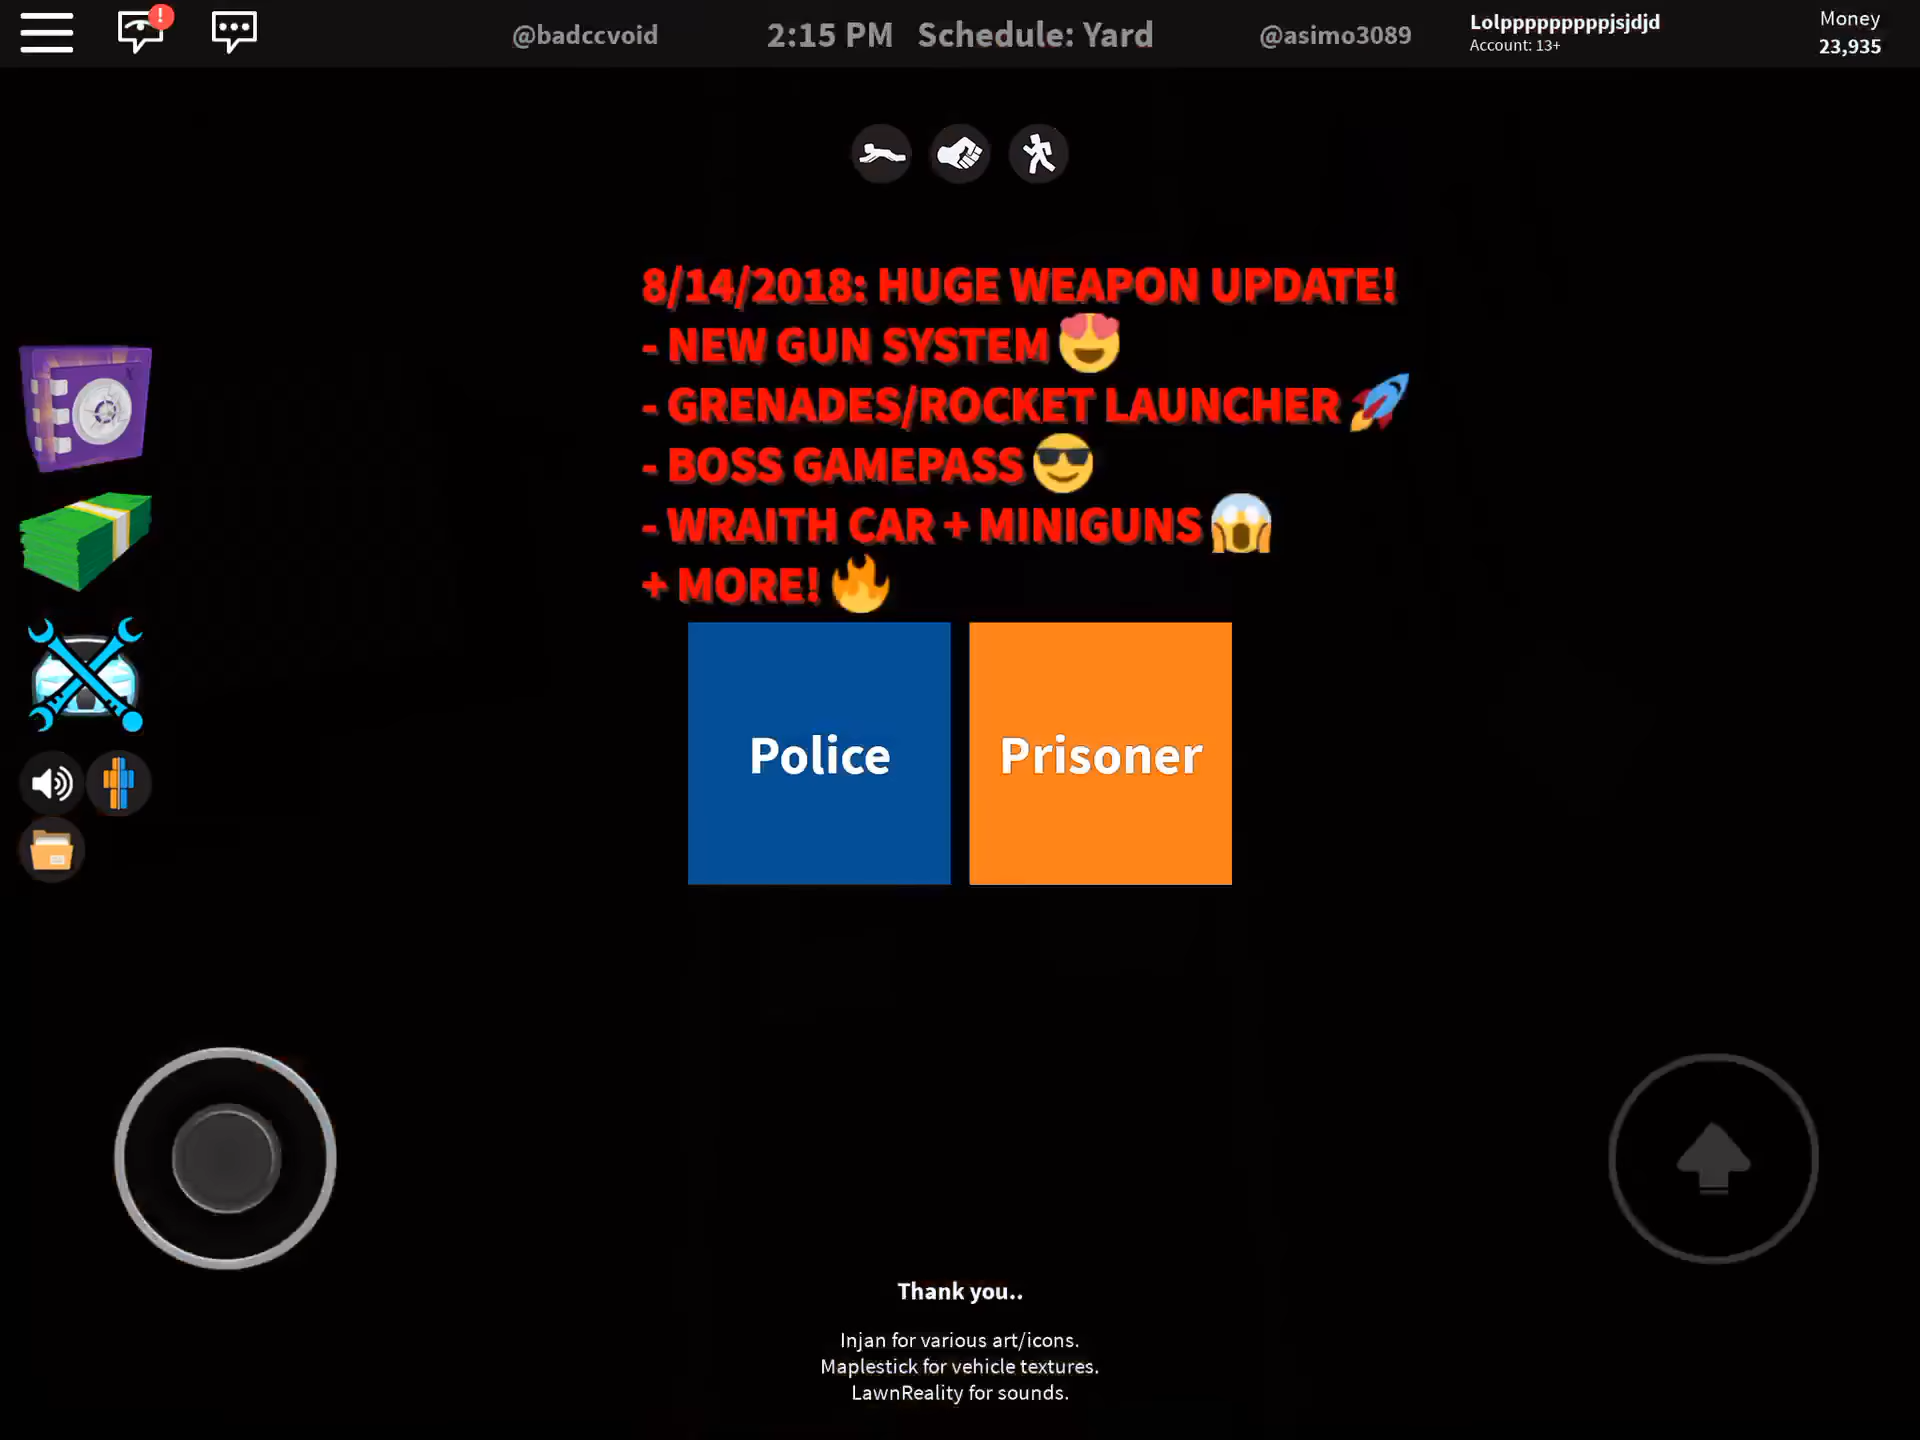 @badccvoid 2:15 PM Schedule: Yard @asimo3089 Lolpppppppppjsjdjd Money
Account: 13+ 23,935
8/14/2018: HUGE WEAPON UPDATE!
- NEW GUN SYSTEM 😍
- GRENADES/ROCKET LAUNCHER 🚀
- BOSS GAMEPASS 😎
- WRAITH CAR + MINIGUNS 😱
+ MORE! 🔥
Police Prisoner
Thank you..
Injan for various art/icons.
Maplestick for vehicle textures.
LawnReality for sounds.